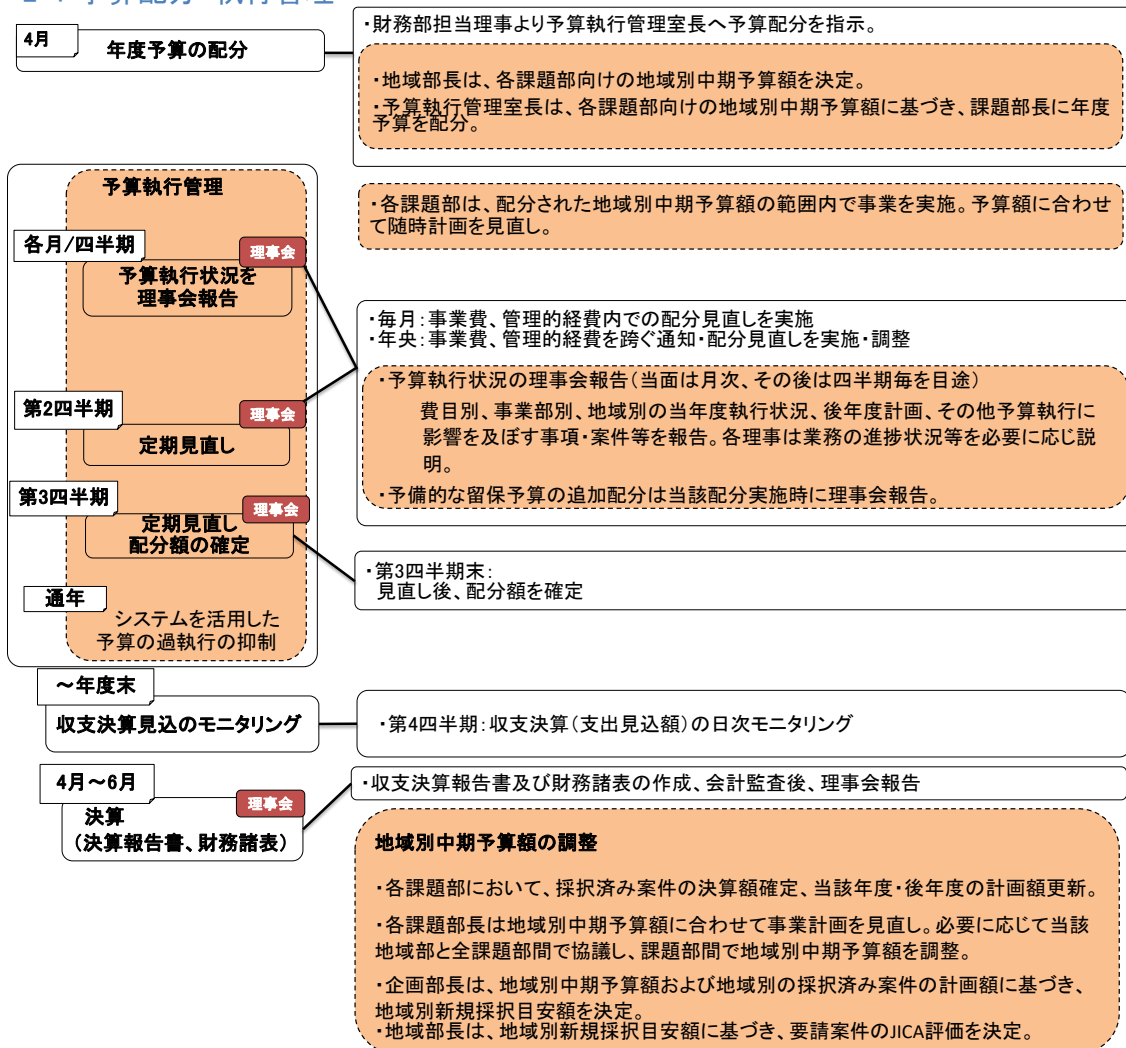 4月
年度予算の配分
・財務部担当理事より予算執行管理室長へ予算配分を指示。
・地域部長は、各課題部向けの地域別中期予算額を決定。
・予算執行管理室長は、各課題部向けの地域別中期予算額に基づき、課題部長に年度
予算を配分。
予算執行管理
・各課題部は、配分された地域別中期予算額の範囲内で事業を実施。予算額に合わせ
て随時計画を見直し。
各月/四半期
理事会
予算執行状況を
理事会報告
・毎月：事業費、管理的経費内での配分見直しを実施
・年央：事業費、管理的経費を跨ぐ通知・配分見直しを実施・調整
・予算執行状況の理事会報告（当面は月次、その後は四半期毎を目途）
費目別、事業部別、地域別の当年度執行状況、後年度計画、その他予算執行に
影響を及ぼす事項・案件等を報告。各理事は業務の進捗状況等を必要に応じ説
明。
・予備的な留保予算の追加配分は当該配分実施時に理事会報告。
第2四半期
理事会
定期見直し
第3四半期
理事会
定期見直し
配分額の確定
・第3四半期末：
見直し後、配分額を確定
通年
システムを活用した
予算の過執行の抑制
～年度末
収支決算見込のモニタリング
・第4四半期：収支決算（支出見込額）の日次モニタリング
4月～6月
理事会
決算
（決算報告書、財務諸表）
・収支決算報告書及び財務諸表の作成、会計監査後、理事会報告
地域別中期予算額の調整
・各課題部において、採択済み案件の決算額確定、当該年度・後年度の計画額更新。
・各課題部長は地域別中期予算額に合わせて事業計画を見直し。必要に応じて当該
地域部と全課題部間で協議し、課題部間で地域別中期予算額を調整。
・企画部長は、地域別中期予算額および地域別の採択済み案件の計画額に基づき、
地域別新規採択目安額を決定。
・地域部長は、地域別新規採択目安額に基づき、要請案件のJICA評価を決定。